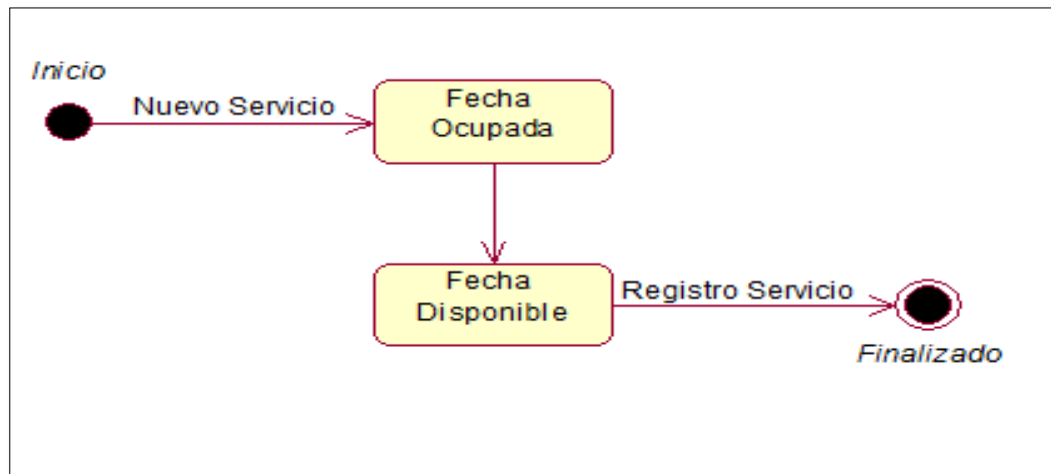 Inicio
Nuevo Servicio
Fecha
Ocupada
Fecha
Disponible
Registro Servicio
Finalizado